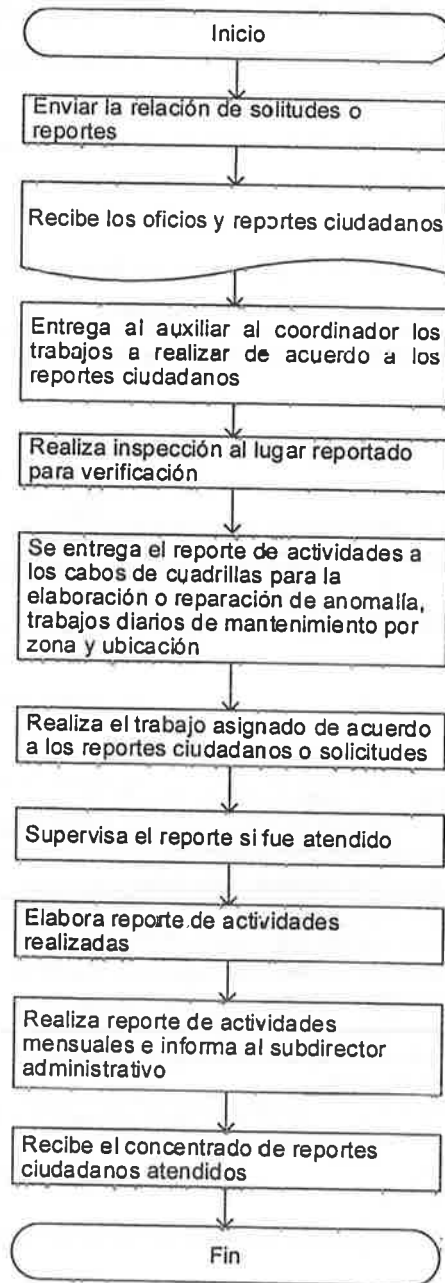 Inicio
Enviar la relación de solitudes o
reportes
Recibe los oficios y reportes ciudadanos
Entrega al auxiliar al coordinador los
trabajos a realizar de acuerdo a los
reportes ciudadanos
Realiza inspección al lugar reportado
para verificación
Se entrega el reporte de actividades a
los cabos de cuadrillas para la
elaboración o reparación de anomalía,
trabajos diarios de mantenimiento por
zona y ubicación
Realiza el trabajo asignado de acuerdo
a los reportes ciudadanos o solicitudes
Supervisa el reporte si fue atendido
Elabora reporte de actividades
realizadas
Realiza reporte de actividades
mensuales e informa al subdirector
administrativo
Recibe el concentrado de reportes
ciudadanos atendidos
Fin